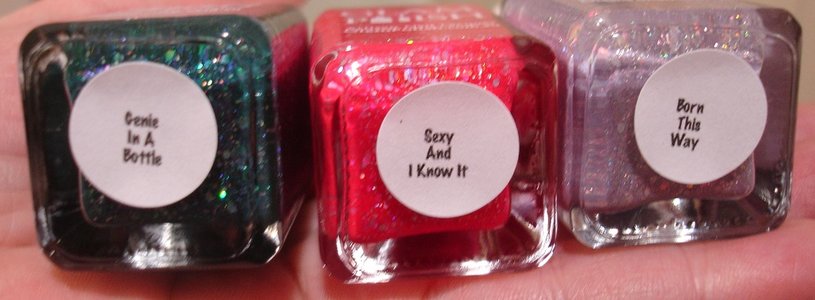 Genie
In A
Bottle
Sexy
And
I Know It
Born
This
Way